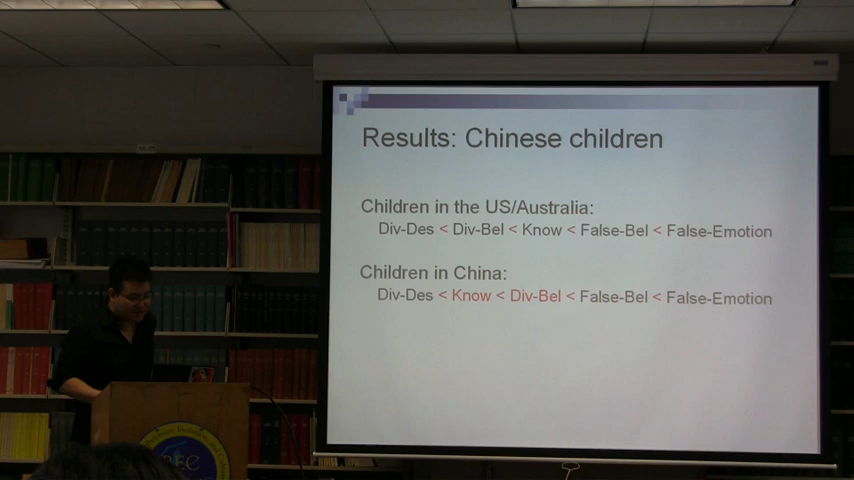 Results: Chinese children
Children in the US/Australia:
Div-Des < Div-Bel < Know < False-Bel < False-Emotion
Children in China:
Div-Des < Know < Div-Bel < False-Bel < False-Emotion